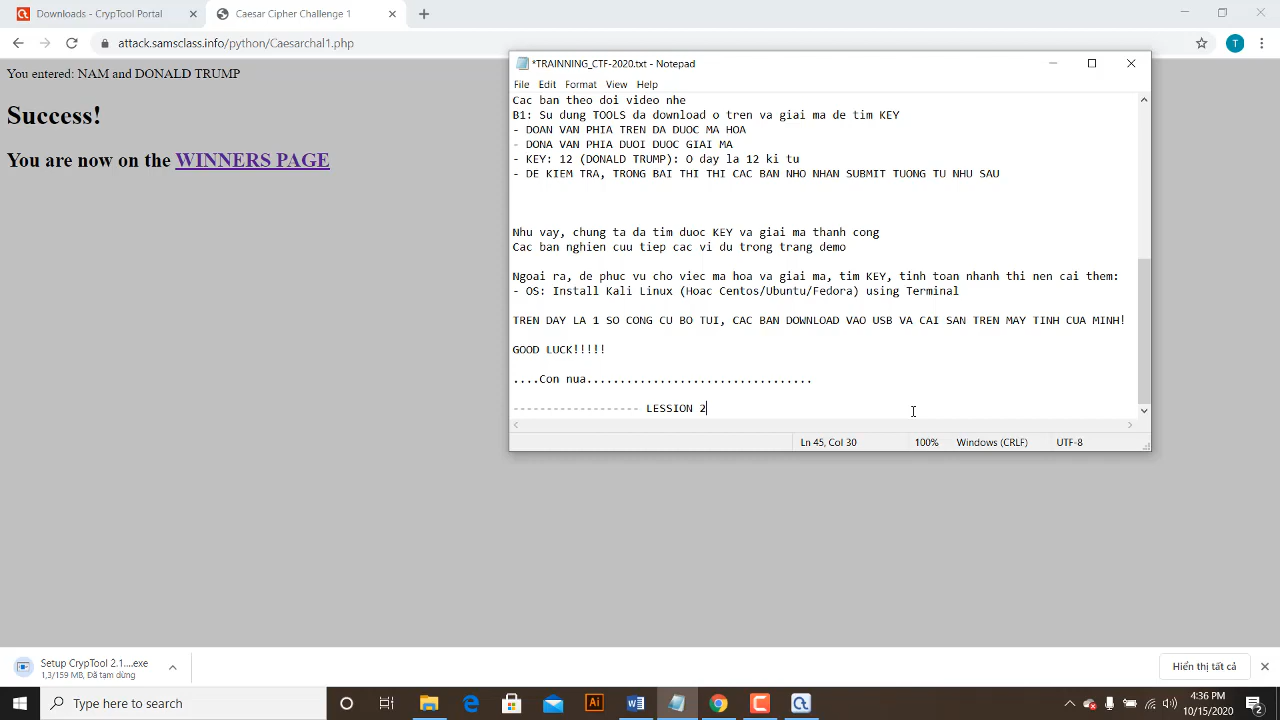 Downloads - CrypTool Portal
Caesar Cipher Challenge 1
attack.samsclass.info/python/Caesarchal1.php
T
You entered: NAM and DONALD TRUMP
Success!
You are now on the WINNERS PAGE
*TRAINNING_CTF-2020.txt - Notepad
File Edit Format View Help
Cac ban theo doi video nhe
B1: Su dung TOOLS da download o tren va giai ma de tim KEY
- DOAN VAN PHIA TREN DA DUOC MA HOA
- DONA VAN PHIA DUOI DUOC GIAI MA
- KEY: 12 (DONALD TRUMP): O day la 12 ki tu
- DE KIEM TRA, TRONG BAI THI THI CAC BAN NHO NHAN SUBMIT TUONG TU NHU SAU
Nhu vay, chung ta da tim duoc KEY va giai ma thanh cong
Cac ban nghien cuu tiep cac vi du trong trang demo
Ngoai ra, de phuc vu cho viec ma hoa va giai ma, tim KEY, tinh toan nhanh thi nen cai them:
- OS: Install Kali Linux (Hoac Centos/Ubuntu/Fedora) using Terminal
TREN DAY LA 1 SO CONG CU BO TUI, CAC BAN DOWNLOAD VAO USB VA CAI SAN TREN MAY TINH CUA MINH!
GOOD LUCK!!!!!
....Con nua..................................
------------------- LESSION 2
Ln 45, Col 30 100% Windows (CRLF) UTF-8
Setup CrypTool 2.1....exe
1,3/159 MB, Đã tạm dừng
Hiển thị tất cả
Type here to search
Ai
4:36 PM
10/15/2020
2